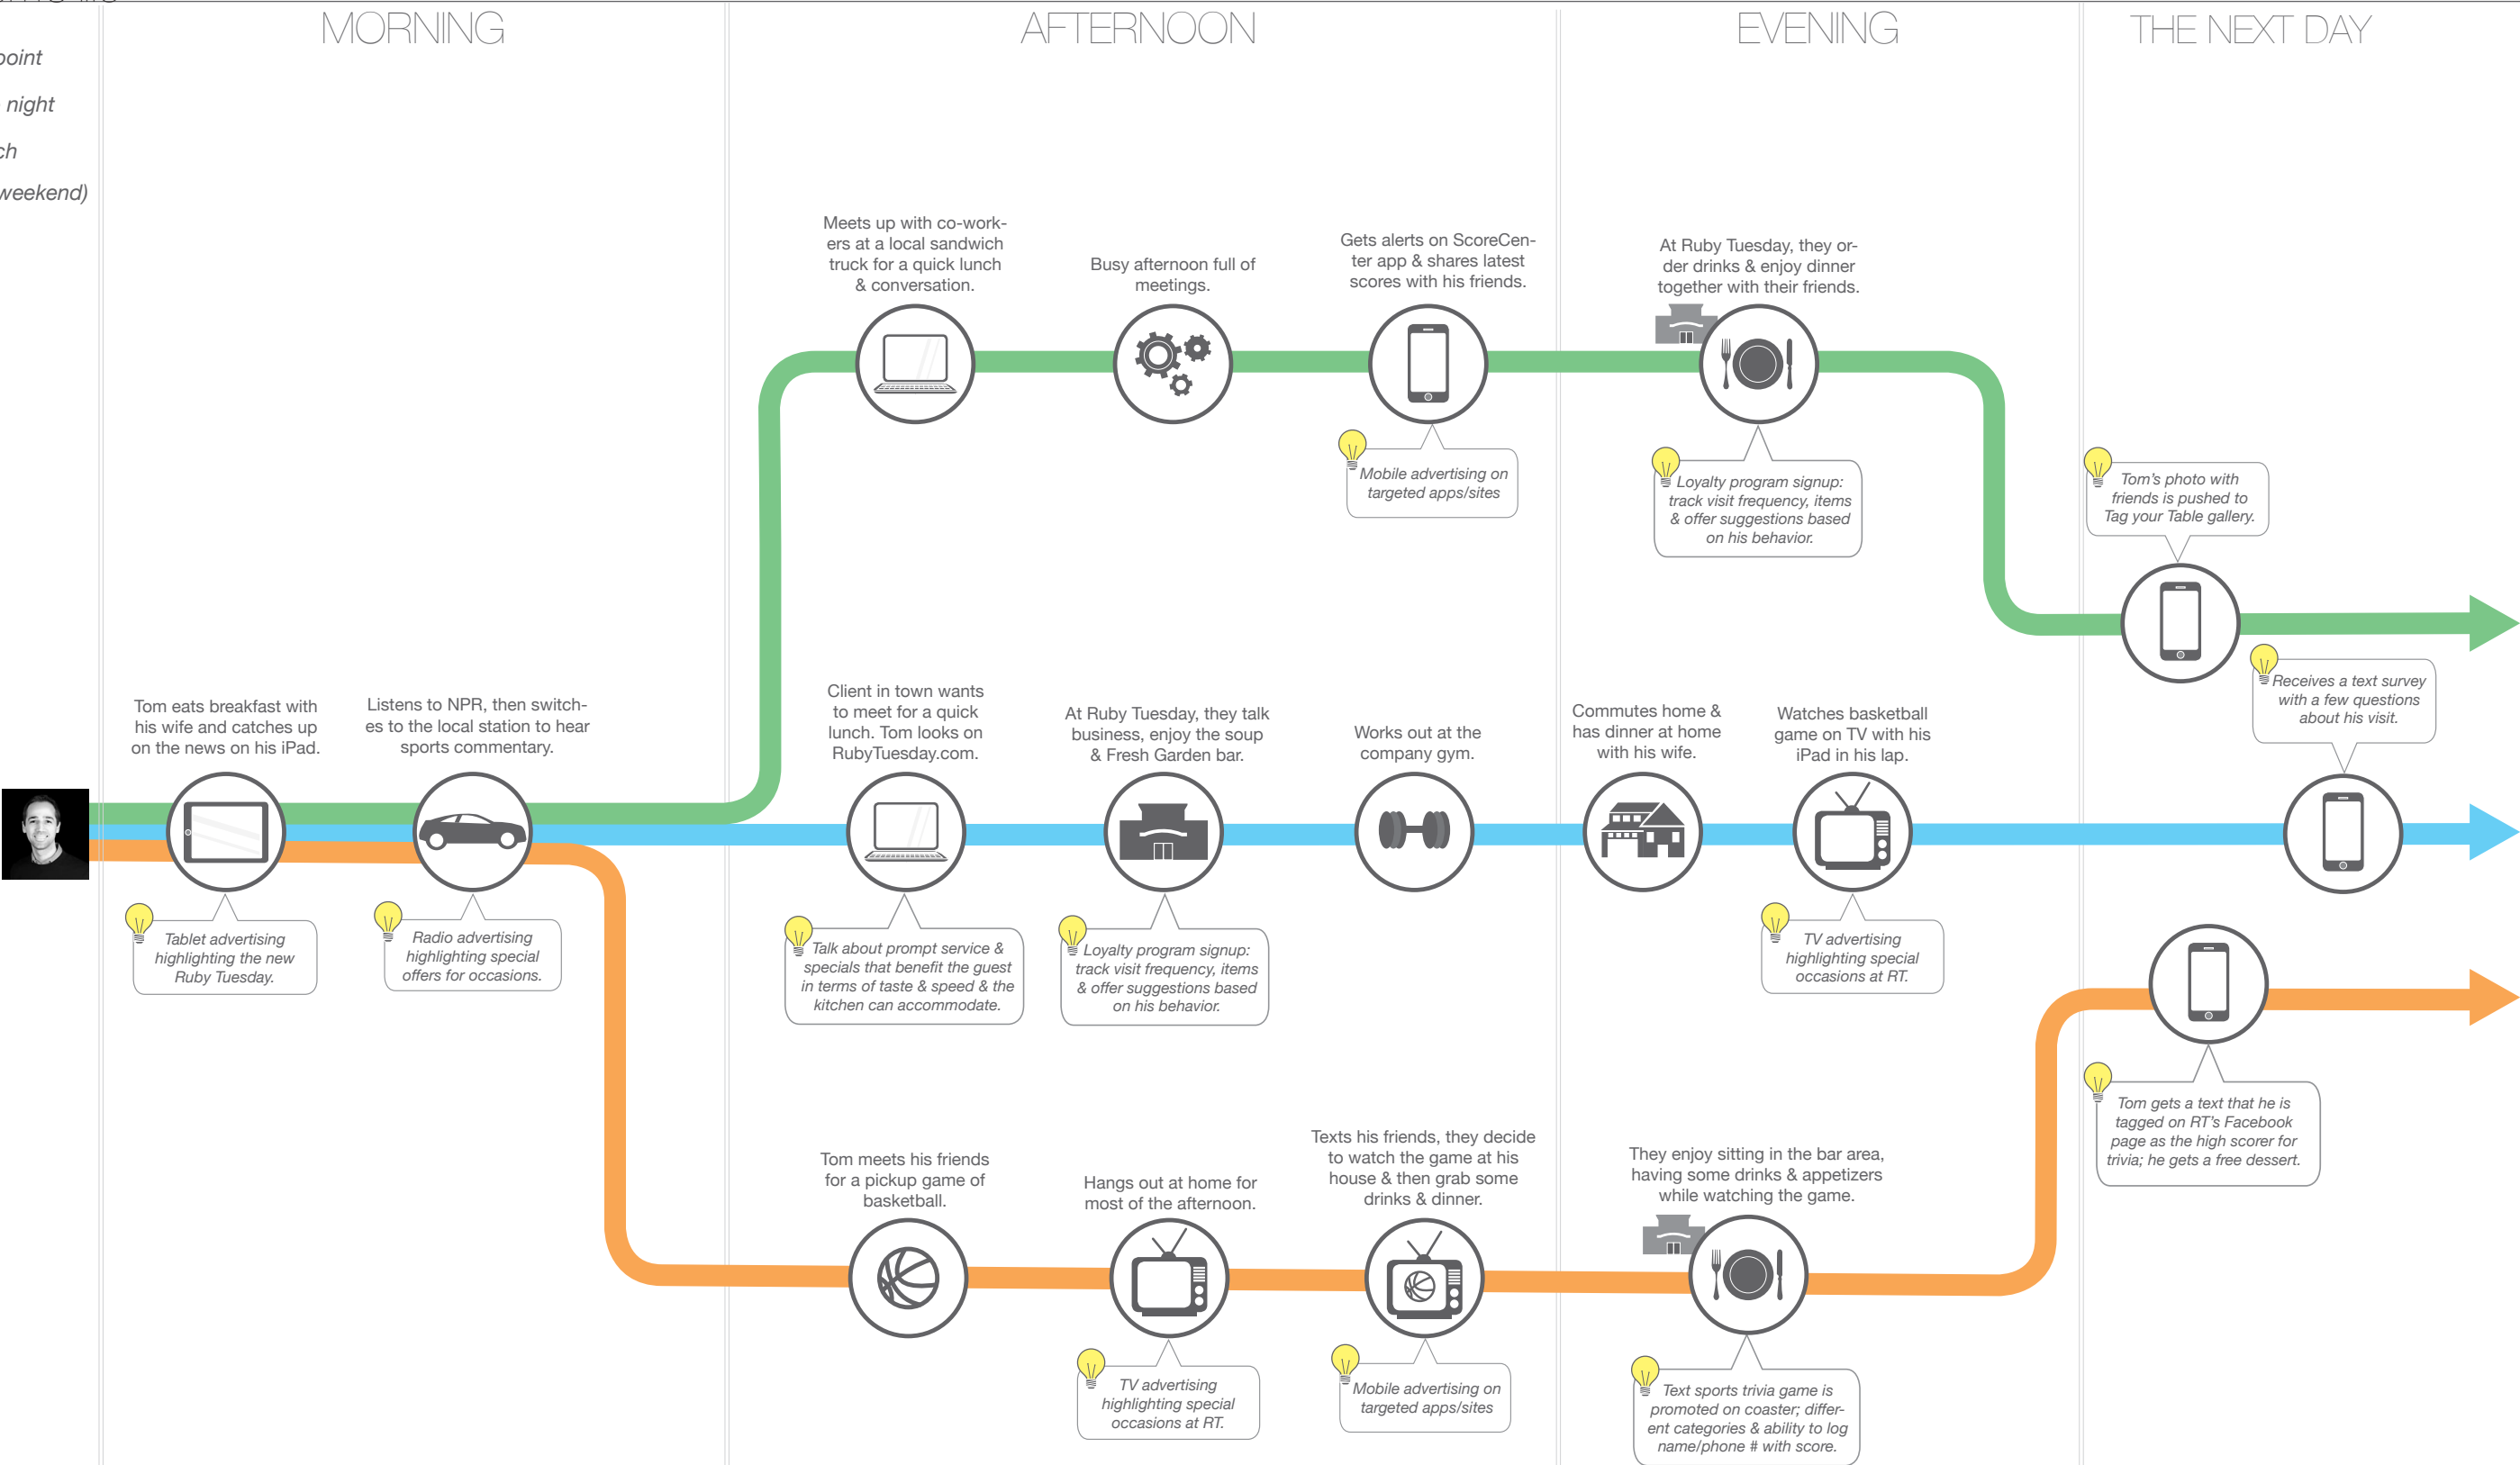 MORNING
AFTERNOON
EVENING
THE NEXT DAY
point
night
weekend)
Meets up with co-work-
ers at a local sandwich
truck for a quick lunch
& conversation.
Busy afternoon full of
meetings.
Gets alerts on ScoreCen-
ter app & shares latest
scores with his friends.
At Ruby Tuesday, they or-
der drinks & enjoy dinner
together with their friends.
Mobile advertising on
targeted apps/sites
Loyalty program signup:
track visit frequency, items
& offer suggestions based
on his behavior.
Tom's photo with
friends is pushed to
Tag your Table gallery.
Tom eats breakfast with
his wife and catches up
on the news on his iPad.
Listens to NPR, then switch-
es to the local station to hear
sports commentary.
Client in town wants
to meet for a quick
lunch. Tom looks on
RubyTuesday.com.
At Ruby Tuesday, they talk
business, enjoy the soup
& Fresh Garden bar.
Works out at the
company gym.
Commutes home &
has dinner at home
with his wife.
Watches basketball
game on TV with his
iPad in his lap.
Receives a text survey
with a few questions
about his visit.
Tablet advertising
highlighting the new
Ruby Tuesday.
Radio advertising
highlighting special
offers for occasions.
Talk about prompt service &
specials that benefit the guest
in terms of taste & speed & the
kitchen can accommodate.
Loyalty program signup:
track visit frequency, items
& offer suggestions based
on his behavior.
TV advertising
highlighting special
occasions at RT.
Tom meets his friends
for a pickup game of
basketball.
Hangs out at home for
most of the afternoon.
Texts his friends, they decide
to watch the game at his
house & then grab some
drinks & dinner.
They enjoy sitting in the bar area,
having some drinks & appetizers
while watching the game.
Tom gets a text that he is
tagged on RT's Facebook
page as the high scorer for
trivia; he gets a free dessert.
TV advertising
highlighting special
occasions at RT.
Mobile advertising on
targeted apps/sites
Text sports trivia game is
promoted on coaster; differ-
ent categories & ability to log
name/phone # with score.